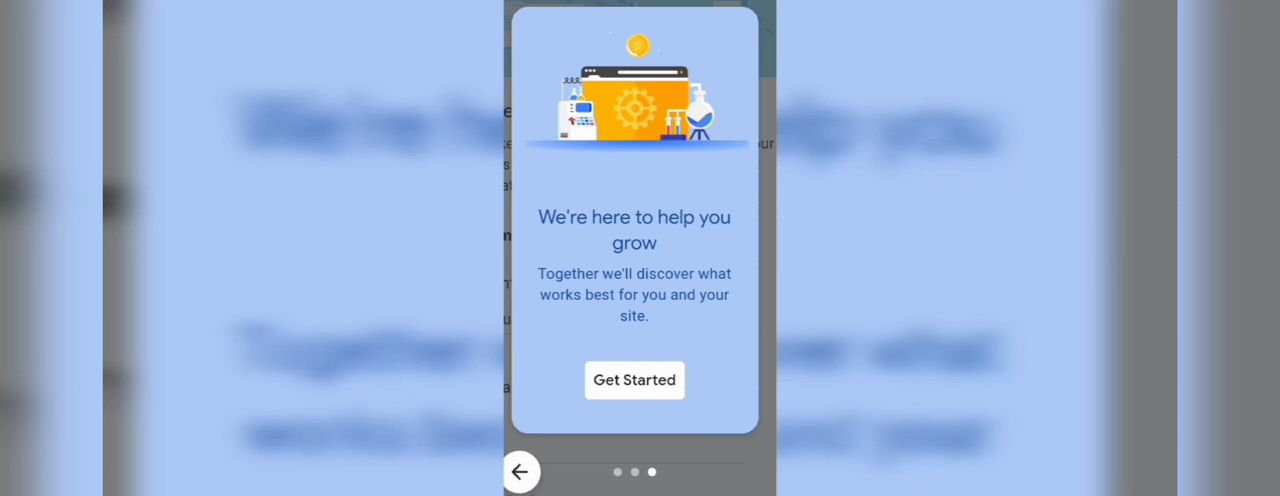 We're here to help you
grow
Together we'll discover what
works best for you and your
site.
Get Started